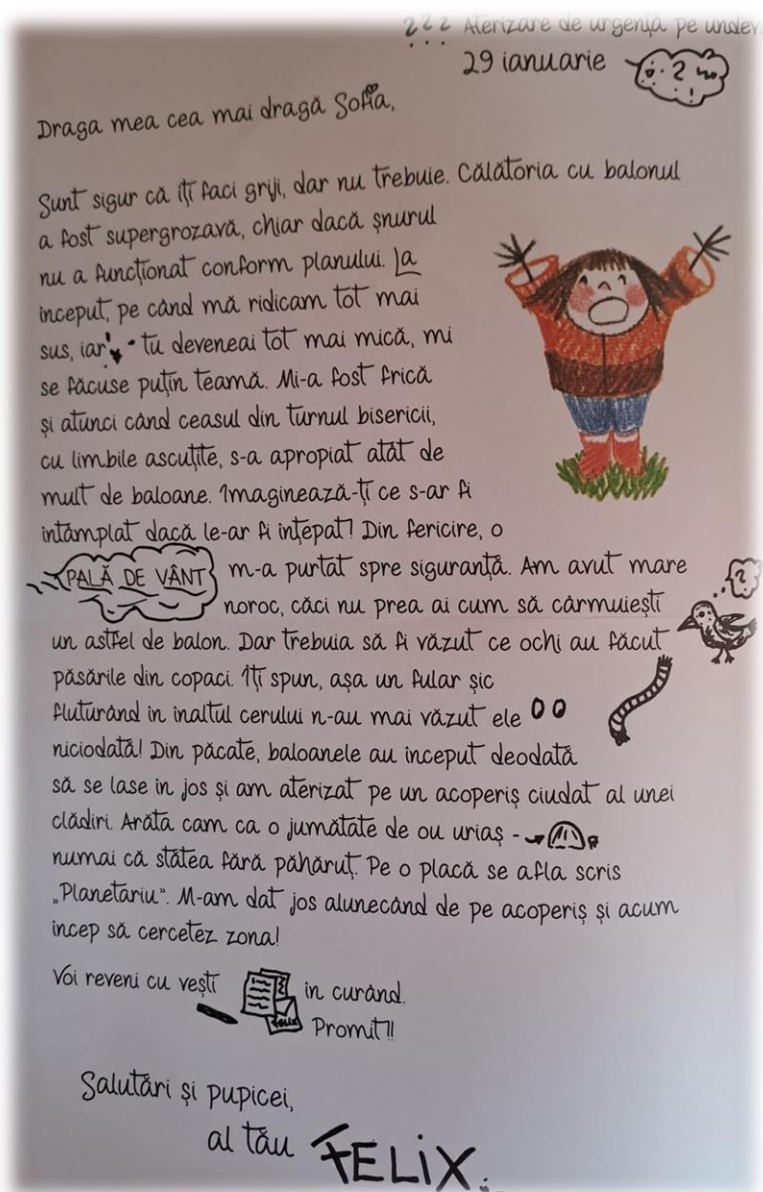 ??? Aterizare de urgență pe undev
29 ianuarie
? !
Draga mea cea mai dragă Sofia,
Sunt sigur că îți faci griji, dar nu trebuie. Călătoria cu balonul
a fost supergrozavă, chiar dacă șnurul
nu a funcționat conform planului. La
început, pe când mă ridicam tot mai
sus, iar tu deveneai tot mai mică, mi
se făcuse puțin teamă. Mi-a fost frică
și atunci când ceasul din turnul bisericii,
cu limbile ascuțite, s-a apropiat atât de
mult de baloane. Imaginează-ți ce s-ar fi
întâmplat dacă le-ar fi înțepat! Din fericire, o
PALĂ DE VÂNT m-a purtat spre siguranță. Am avut mare
noroc, căci nu prea ai cum să cârmuiești
?
un astfel de balon. Dar trebuia să fi văzut ce ochi au făcut
păsările din copaci. Îți spun, așa un fular șic
fluturând in inaltul cerului n-au mai văzut ele
niciodată! Din păcate, baloanele au inceput deodată
să se lase in jos și am aterizat pe un acoperiș ciudat al unei
clădiri. Arăta cam ca o jumătate de ou uriaș -
numai că stătea fără păhăruț. Pe o placă se afla scris
„Planetariu”. M-am dat jos alunecând de pe acoperiș și acum
incep să cercetez zona!
Voi reveni cu vești in curând.
Felix
Promit!!
Salutări și pupicei,
al tău FELIX.